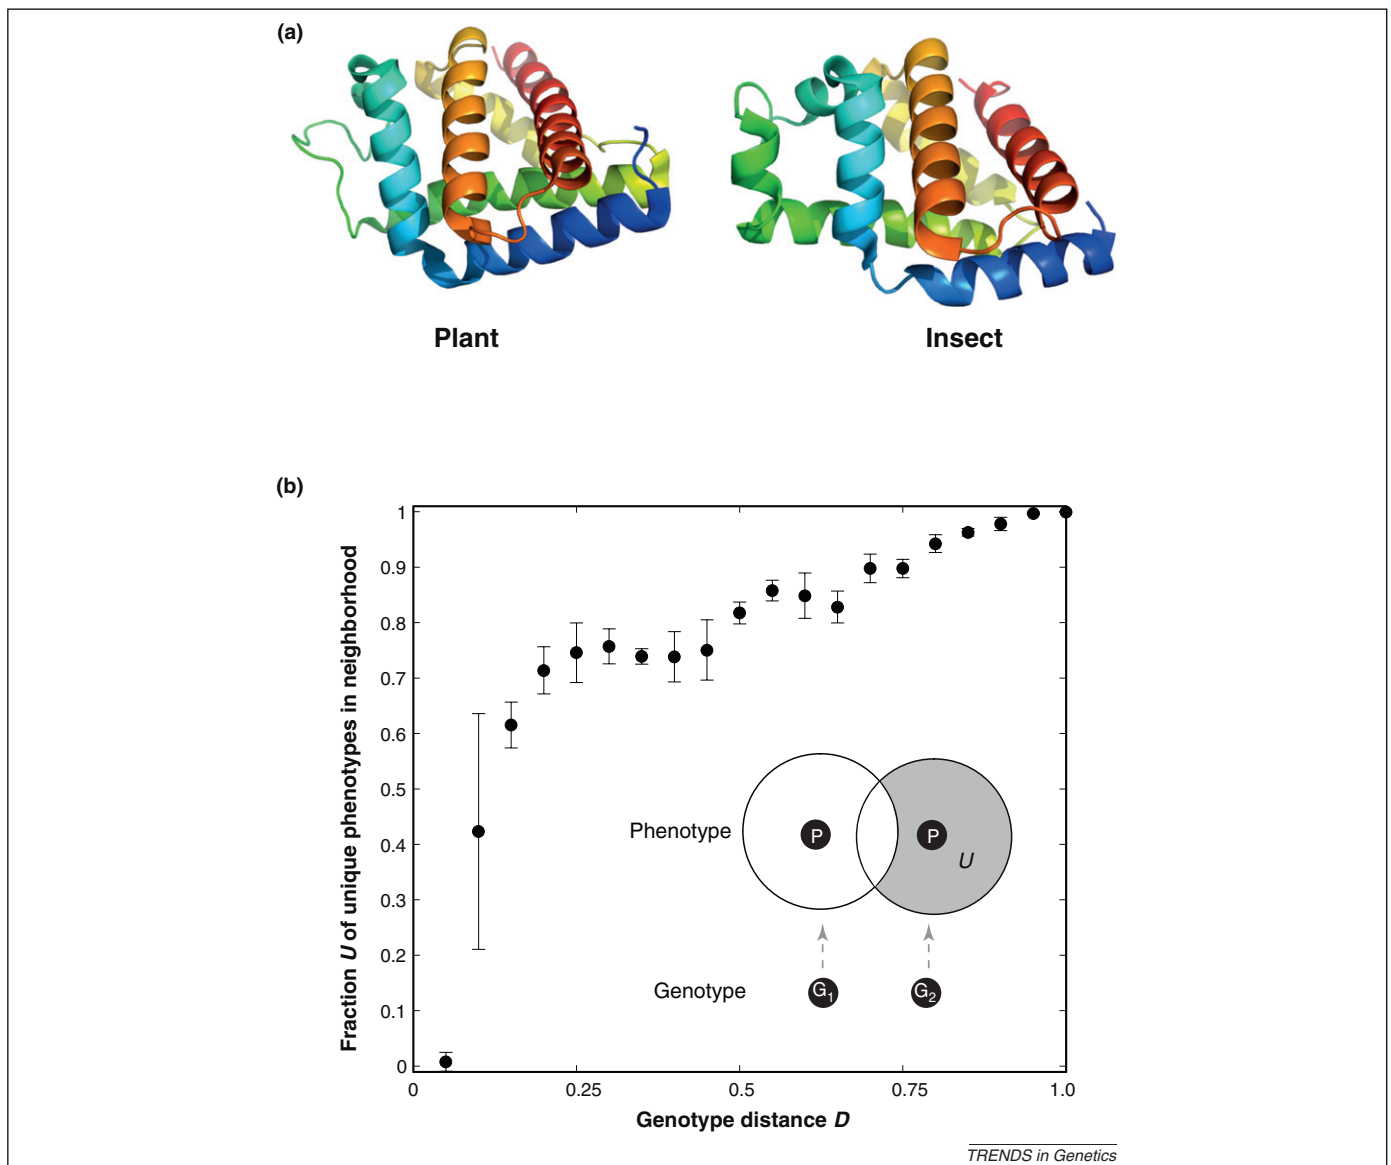 (a)
Plant
Insect
(b)
Fraction U of unique phenotypes in neighborhood
1
0.9
0.8
0.7
0.6
0.5
0.4
0.3
0.2
0.1
0
Phenotype
P
P
U
Genotype
G1
G2
0
0.25
0.5
0.75
1.0
Genotype distance D
TRENDS in Genetics